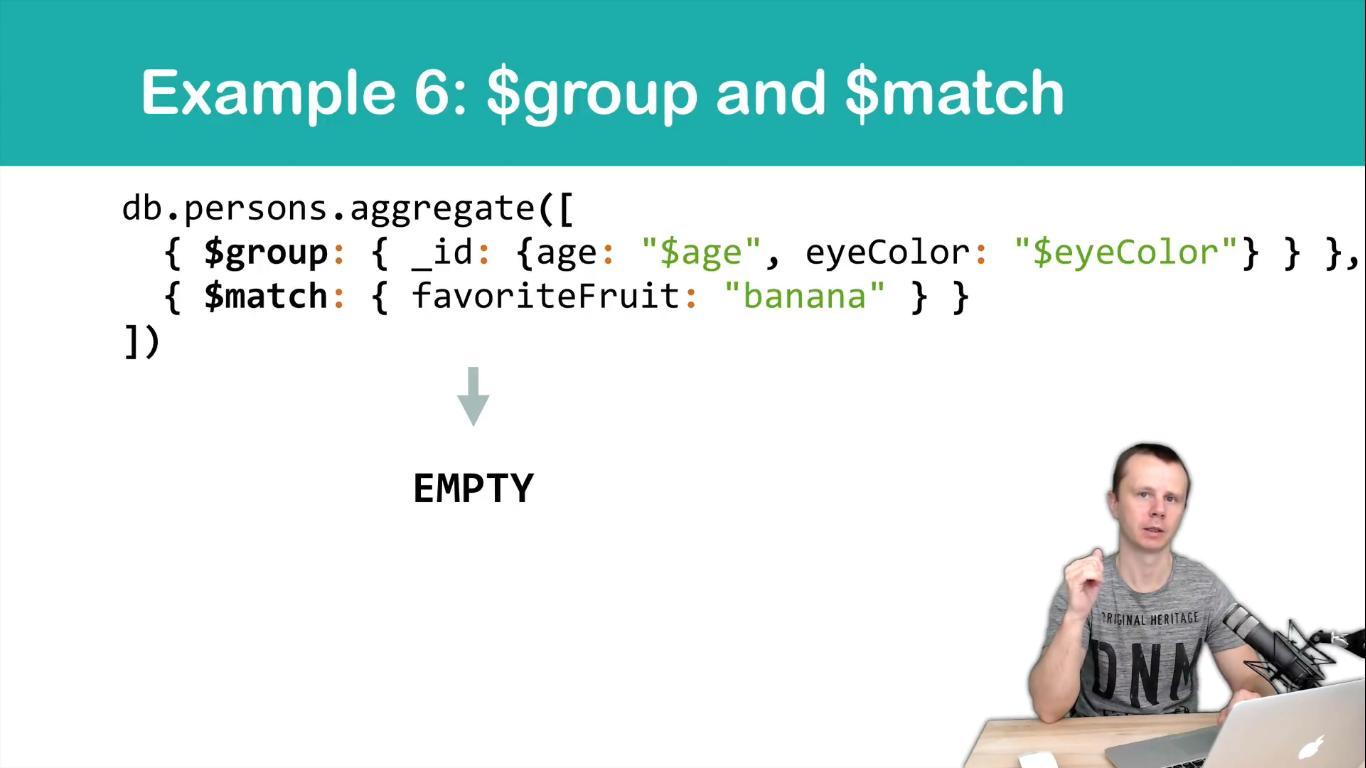 Example 6: $group and $match
db.persons.aggregate([
{ $group: { _id: {age: "$age", eyeColor: "$eyeColor"} } },
{ $match: { favoriteFruit: "banana" } }
])
EMPTY
ORIGINAL HERITAGE
DNM